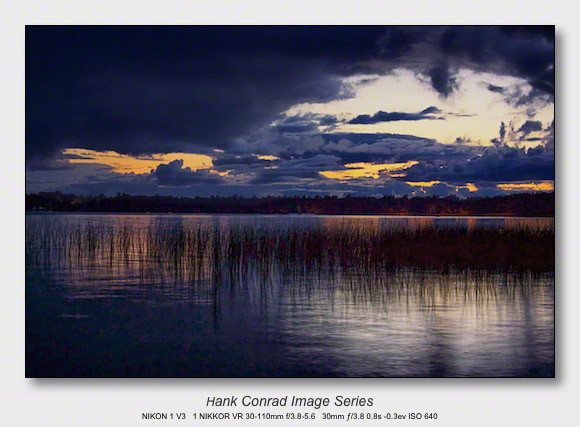 Hank Conrad Image Series
NIKON 1 V3 1 NIKKOR VR 30-110mm f/3.8-5.6 30mm ƒ/3.8 0.8s -0.3ev ISO 640